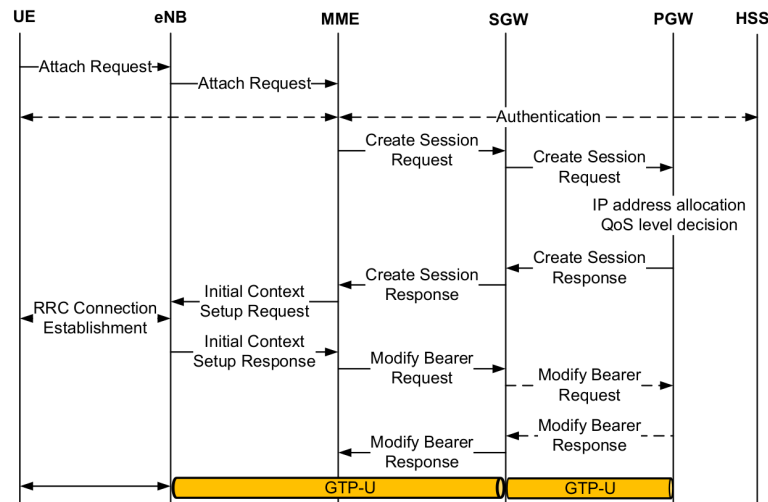 UE
eNB
MME
SGW
PGW
HSS
Attach Request
Attach Request
Authentication
Create Session
Request
Create Session
Request
IP address allocation
QoS level decision
Create Session
Response
Create Session
Response
Initial Context
Setup Request
RRC Connection
Establishment
Initial Context
Setup Response
Modify Bearer
Request
Modify Bearer
Request
Modify Bearer
Response
Modify Bearer
Response
GTP-U
GTP-U